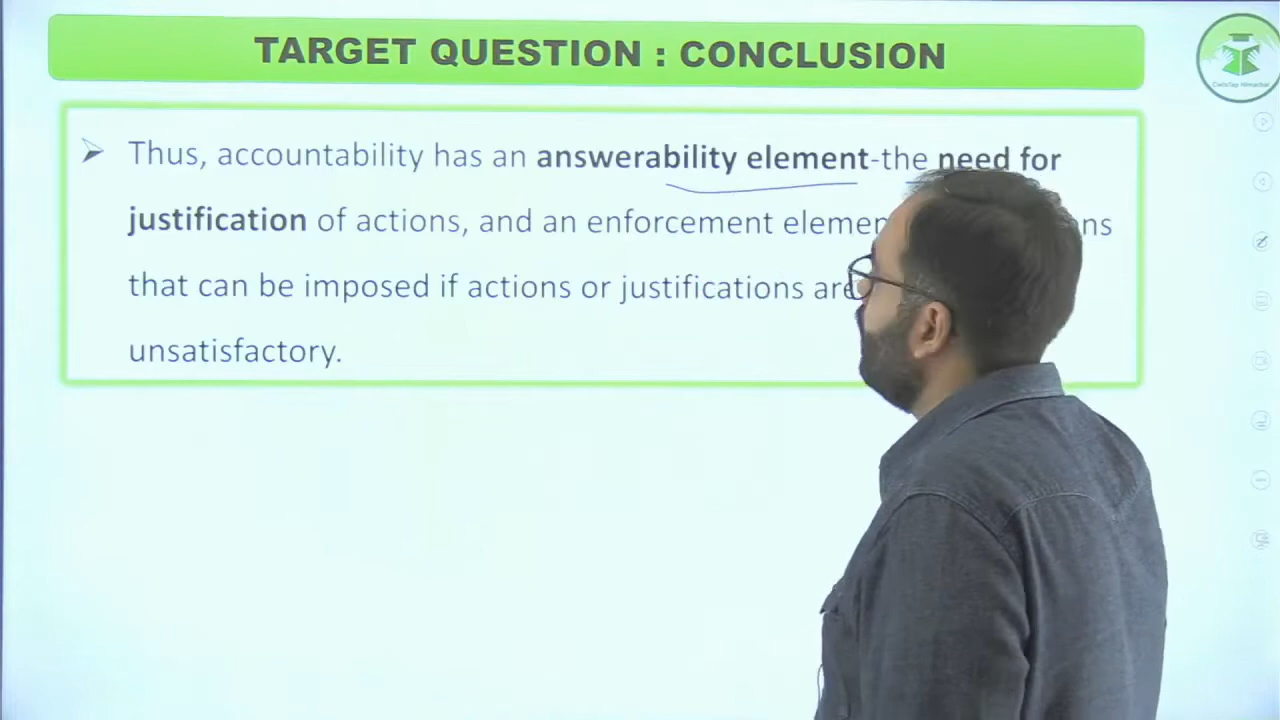 TARGET QUESTION : CONCLUSION
Thus, accountability has an answerability element-the need for
justification of actions, and an enforcement
that can be imposed if actions or justifications are
unsatisfactory.